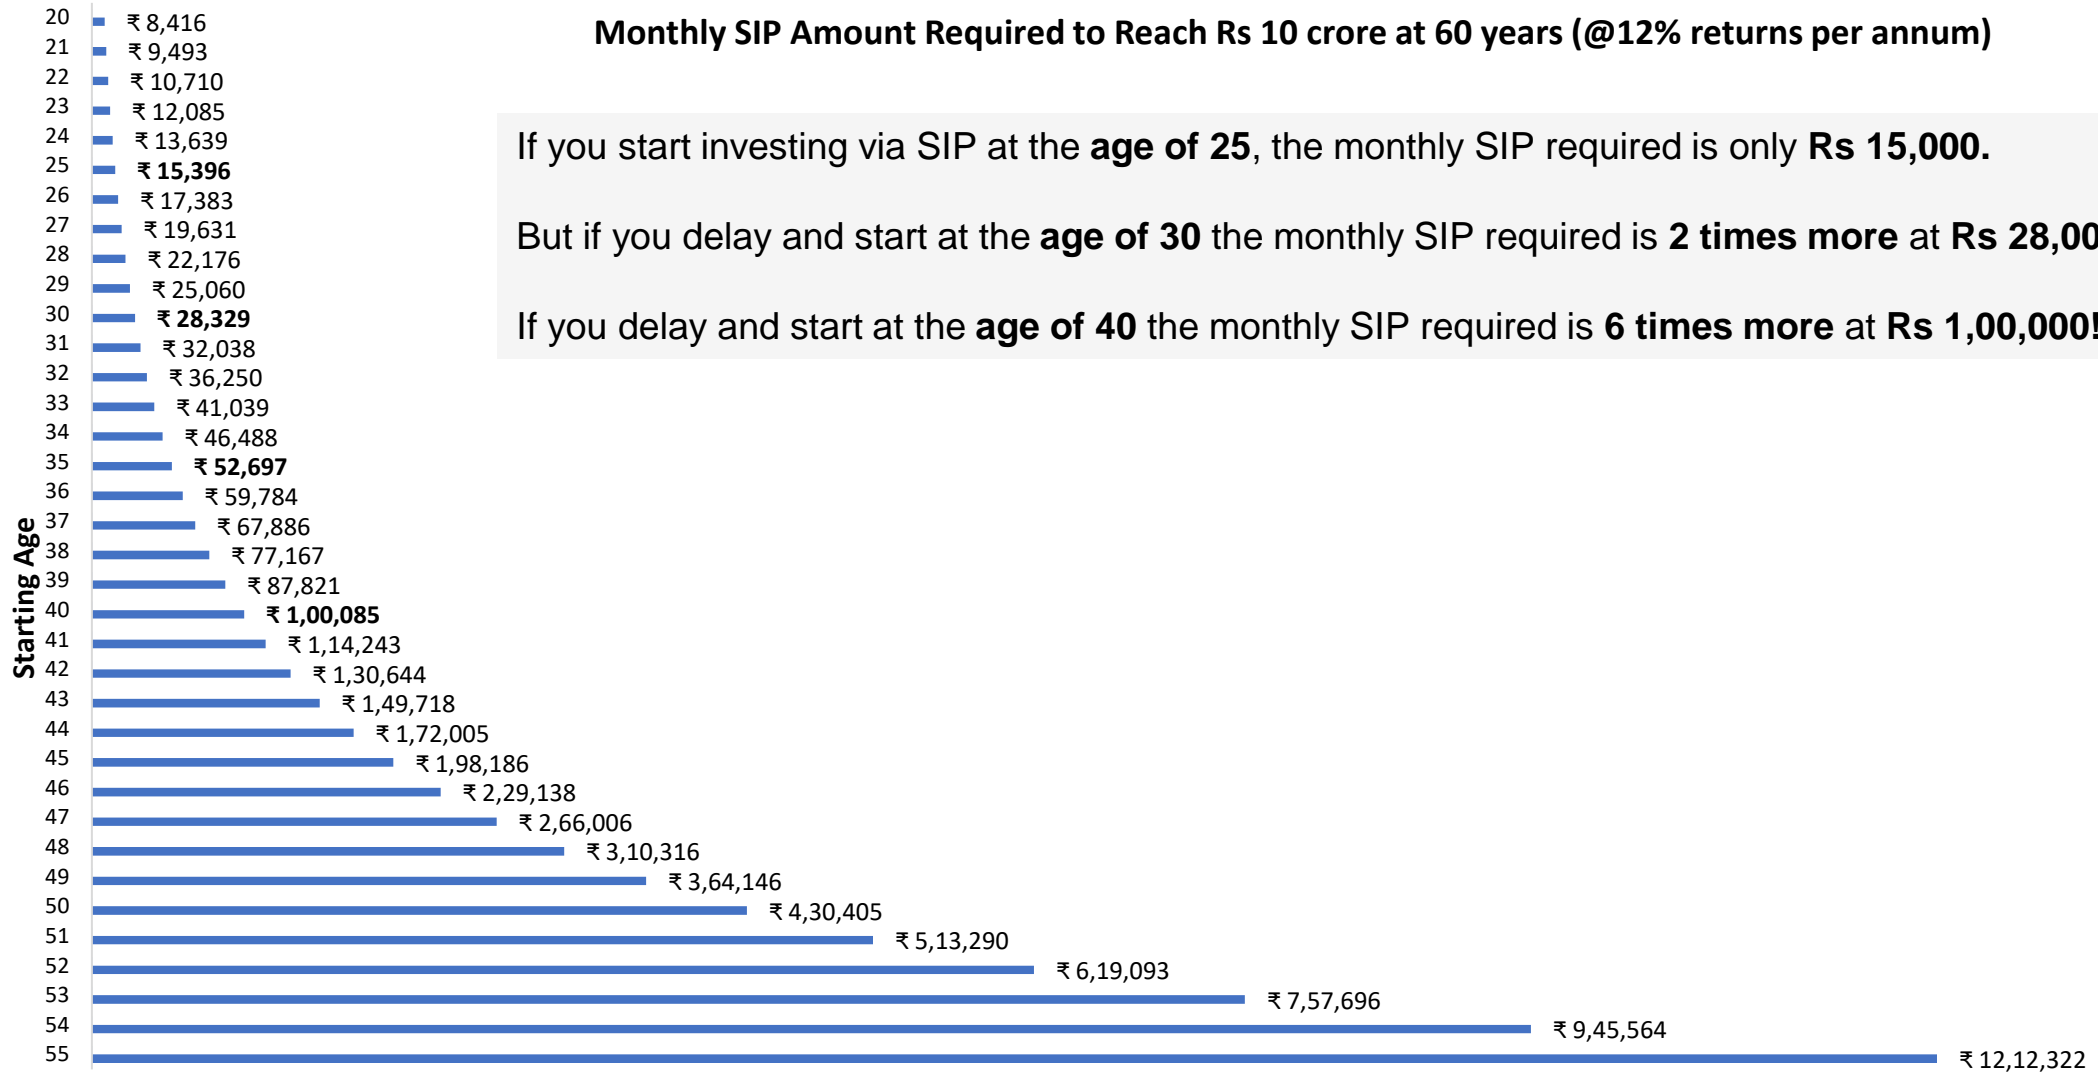 Monthly SIP Amount Required to Reach Rs 10 crore at 60 years (@12% returns per annum)
If you start investing via SIP at the age of 25, the monthly SIP required is only Rs 15,000.
But if you delay and start at the age of 30 the monthly SIP required is 2 times more at Rs 28,00
If you delay and start at the age of 40 the monthly SIP required is 6 times more at Rs 1,00,000!
Starting Age
20 ₹ 8,416
21 ₹ 9,493
22 ₹ 10,710
23 ₹ 12,085
24 ₹ 13,639
25 ₹ 15,396
26 ₹ 17,383
27 ₹ 19,631
28 ₹ 22,176
29 ₹ 25,060
30 ₹ 28,329
31 ₹ 32,038
32 ₹ 36,250
33 ₹ 41,039
34 ₹ 46,488
35 ₹ 52,697
36 ₹ 59,784
37 ₹ 67,886
38 ₹ 77,167
39 ₹ 87,821
40 ₹ 1,00,085
41 ₹ 1,14,243
42 ₹ 1,30,644
43 ₹ 1,49,718
44 ₹ 1,72,005
45 ₹ 1,98,186
46 ₹ 2,29,138
47 ₹ 2,66,006
48 ₹ 3,10,316
49 ₹ 3,64,146
50 ₹ 4,30,405
51 ₹ 5,13,290
52 ₹ 6,19,093
53 ₹ 7,57,696
54 ₹ 9,45,564
55 ₹ 12,12,322